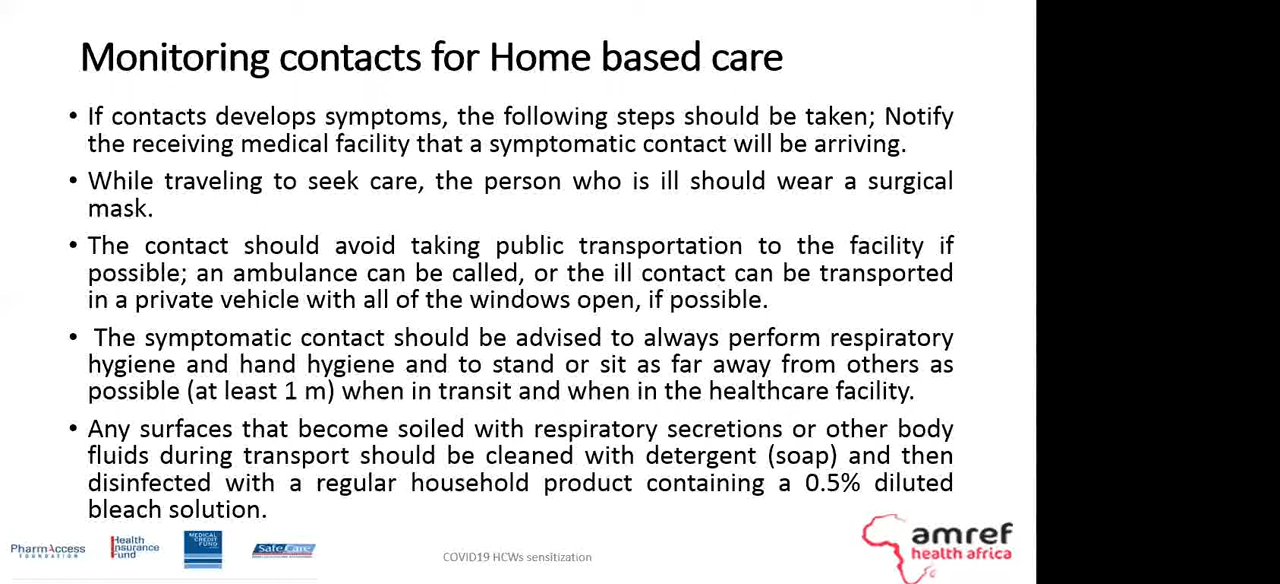 Monitoring contacts for Home based care
• If contacts develops symptoms, the following steps should be taken; Notify
the receiving medical facility that a symptomatic contact will be arriving.
• While traveling to seek care, the person who is ill should wear a surgical
mask.
• The contact should avoid taking public transportation to the facility if
possible; an ambulance can be called, or the ill contact can be transported
in a private vehicle with all of the windows open, if possible.
• The symptomatic contact should be advised to always perform respiratory
hygiene and hand hygiene and to stand or sit as far away from others as
possible (at least 1 m) when in transit and when in the healthcare facility.
• Any surfaces that become soiled with respiratory secretions or other body
fluids during transport should be cleaned with detergent (soap) and then
disinfected with a regular household product containing a 0.5% diluted
bleach solution.
PharmAccess
FOUNDATION
Health
Insurance
Fund
MEDICAL
CREDIT
FUND
SafeCare
COVID19 HCWs sensitization
amref
health africa